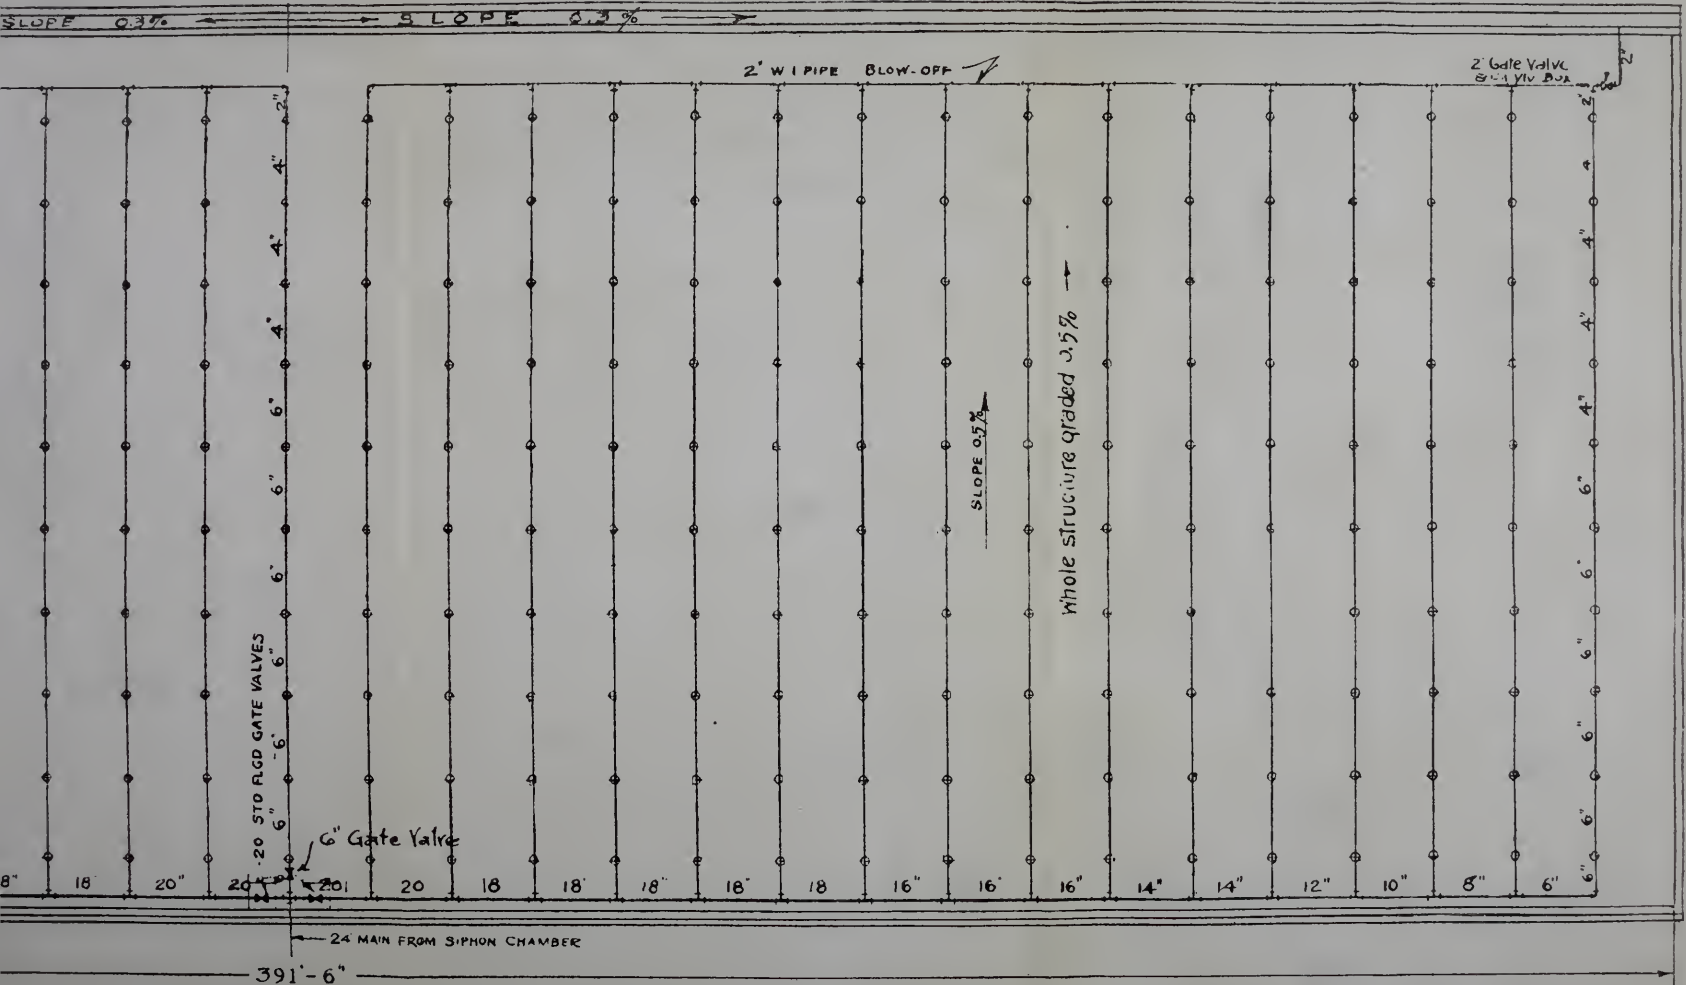 SLOPE 0.3%
SLOPE 0.3%
2" W I PIPE BLOW-OFF
2" Gate Valve
2"
2"
4"
4"
4"
6"
6"
6"
6"
6"
6"
2"
4
4"
4"
4"
6"
6"
6"
6"
6"
6"
SLOPE 0.5%
Whole structure graded 0.5%
20 STD FLGD GATE VALVES
6" Gate Valve
8" 18 20" 20 20 20 18 18" 18" 18" 18 16" 16" 16" 14" 14" 12" 10" 8" 6"
24 MAIN FROM SIPHON CHAMBER
391'-6"